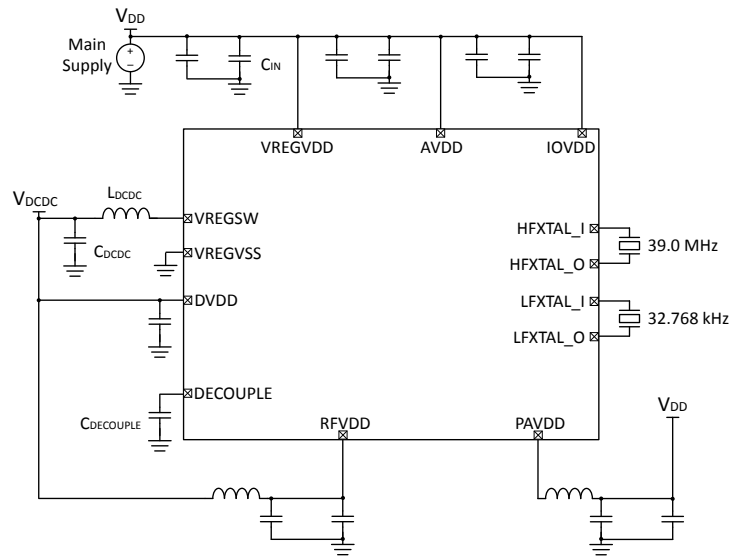 VDD
Main
Supply
+
−
CIN
VREGVDD
AVDD
IOVDD
VDCDC
LDCDC
VREGSW
HFXTAL_I
CDCDC
VREGVSS
39.0 MHz
HFXTAL_O
DVDD
LFXTAL_I
32.768 kHz
LFXTAL_O
DECOUPLE
CDECOUPLE
RFVDD
PAVDD
VDD